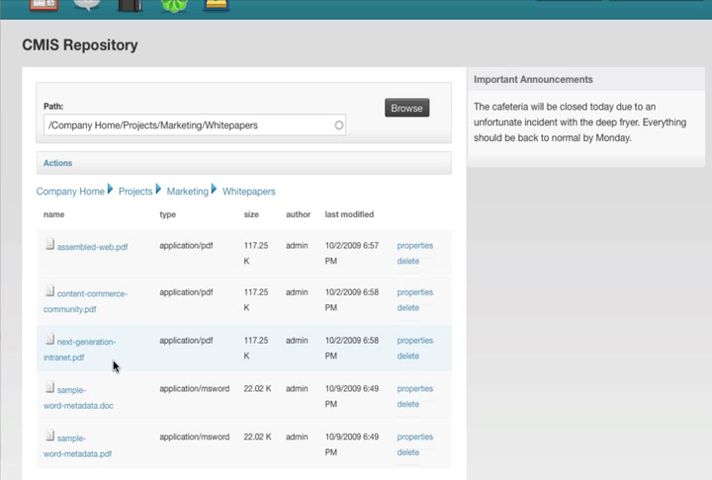 CMIS Repository
Path:
/Company Home/Projects/Marketing/Whitepapers
Browse
Actions
Company Home Projects Marketing Whitepapers
name type size author last modified
assembled-web.pdf application/pdf 117.25 K admin 10/2/2009 6:57 PM properties delete
content-commerce-community.pdf application/pdf 117.25 K admin 10/2/2009 6:58 PM properties delete
next-generation-intranet.pdf application/pdf 117.25 K admin 10/2/2009 6:58 PM properties delete
sample-word-metadata.doc application/msword 22.02 K admin 10/9/2009 6:49 PM properties delete
sample-word-metadata.pdf application/msword 22.02 K admin 10/9/2009 6:49 PM properties delete
Important Announcements
The cafeteria will be closed today due to an
unfortunate incident with the deep fryer. Everything
should be back to normal by Monday.